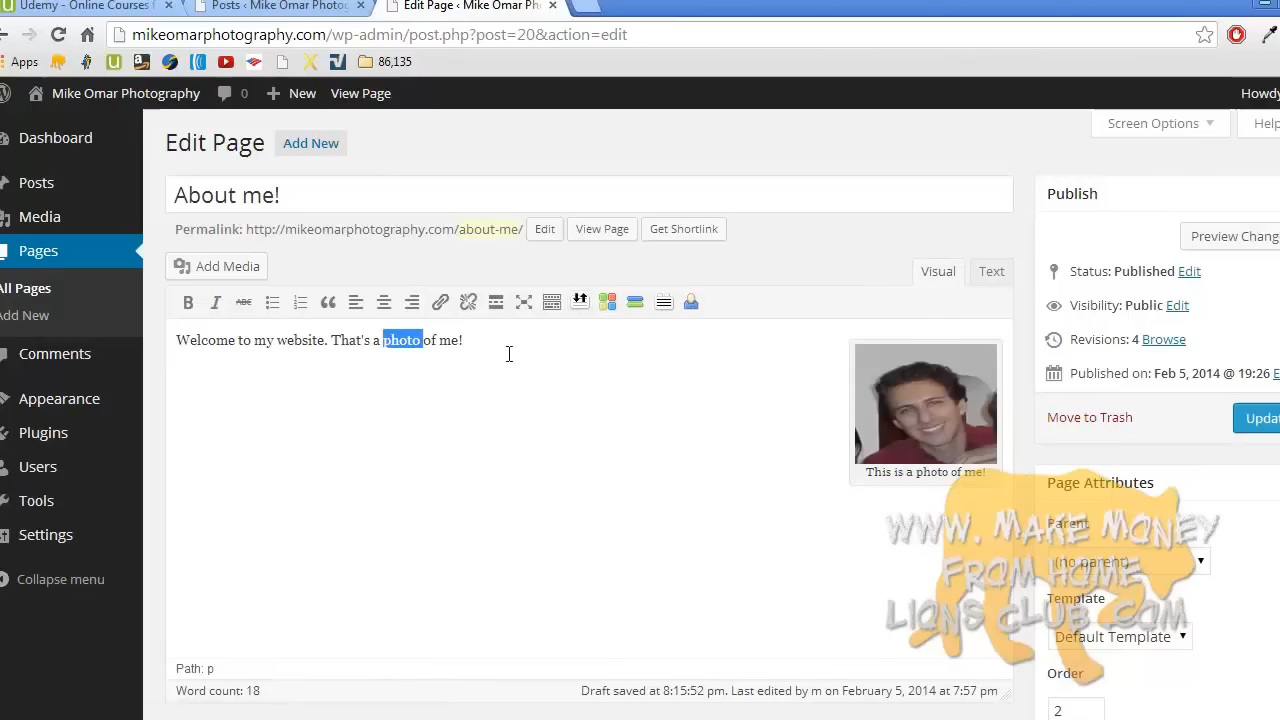 Udemy - Online Courses f
Posts ‹ Mike Omar Photog
Edit Page ‹ Mike Omar Ph
mikeomarphotography.com/wp-admin/post.php?post=20&action=edit
Apps
86,135
Mike Omar Photography
0
New
View Page
Howdy
Dashboard
Posts
Media
Pages
All Pages
Add New
Comments
Appearance
Plugins
Users
Tools
Settings
Collapse menu
Edit Page
Add New
Screen Options
Help
About me!
Permalink: http://mikeomarphotography.com/about-me/
Edit
View Page
Get Shortlink
Add Media
Visual
Text
B
I
ABC
Welcome to my website. That's a photo of me!
This is a photo of me!
Path: p
Word count: 18
Draft saved at 8:15:52 pm. Last edited by m on February 5, 2014 at 7:57 pm
Publish
Preview Chang
Status: Published Edit
Visibility: Public Edit
Revisions: 4 Browse
Published on: Feb 5, 2014 @ 19:26 E
Move to Trash
Updat
Page Attributes
Parent
(no parent)
Template
Default Template
Order
2
WWW. MAKE MONEY
FROM HOME
LIONS CLUB .COM